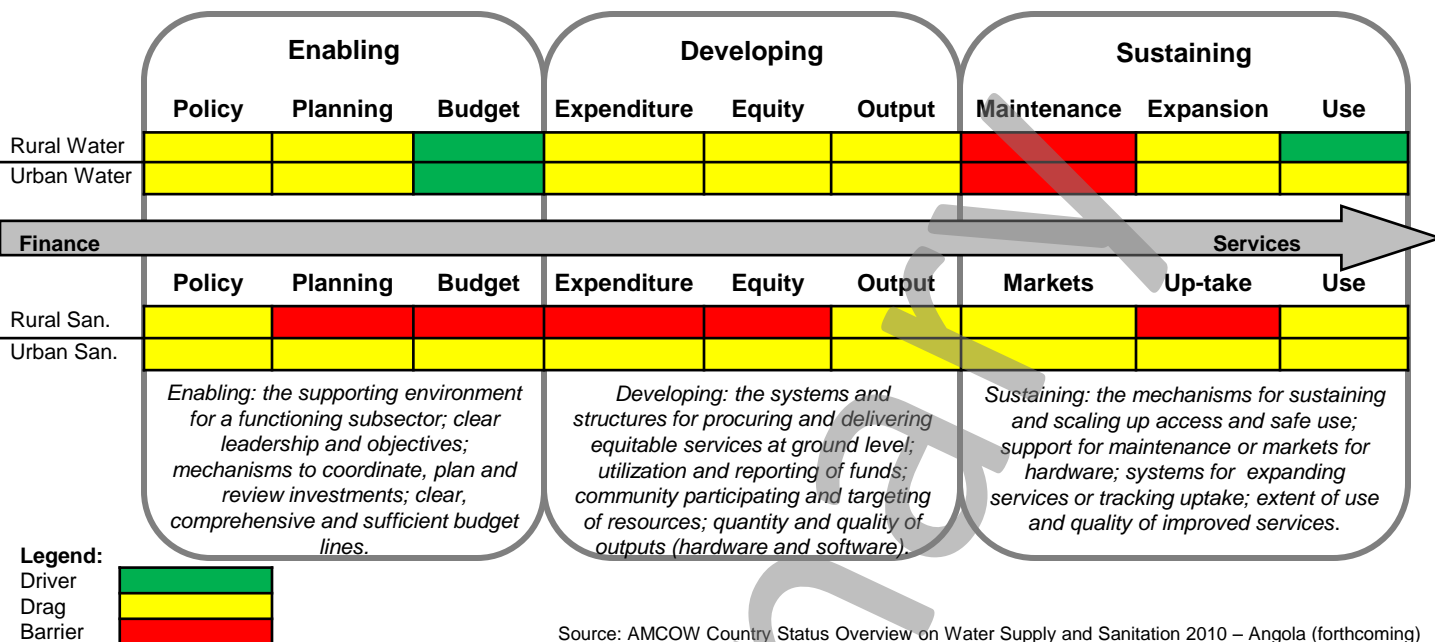 Enabling Developing Sustaining
Policy Planning Budget Expenditure Equity Output Maintenance Expansion Use
Rural Water
Urban Water
Finance Services
Policy Planning Budget Expenditure Equity Output Markets Up-take Use
Rural San.
Urban San.
Enabling: the supporting environment
for a functioning subsector; clear
leadership and objectives;
mechanisms to coordinate, plan and
review investments; clear,
comprehensive and sufficient budget
lines.
Developing: the systems and
structures for procuring and delivering
equitable services at ground level;
utilization and reporting of funds;
community participating and targeting
of resources; quantity and quality of
outputs (hardware and software).
Sustaining: the mechanisms for sustaining
and scaling up access and safe use;
support for maintenance or markets for
hardware; systems for expanding
services or tracking uptake; extent of use
and quality of improved services.
Legend:
Driver
Drag
Barrier
Source: AMCOW Country Status Overview on Water Supply and Sanitation 2010 – Angola (forthcoming)
nary